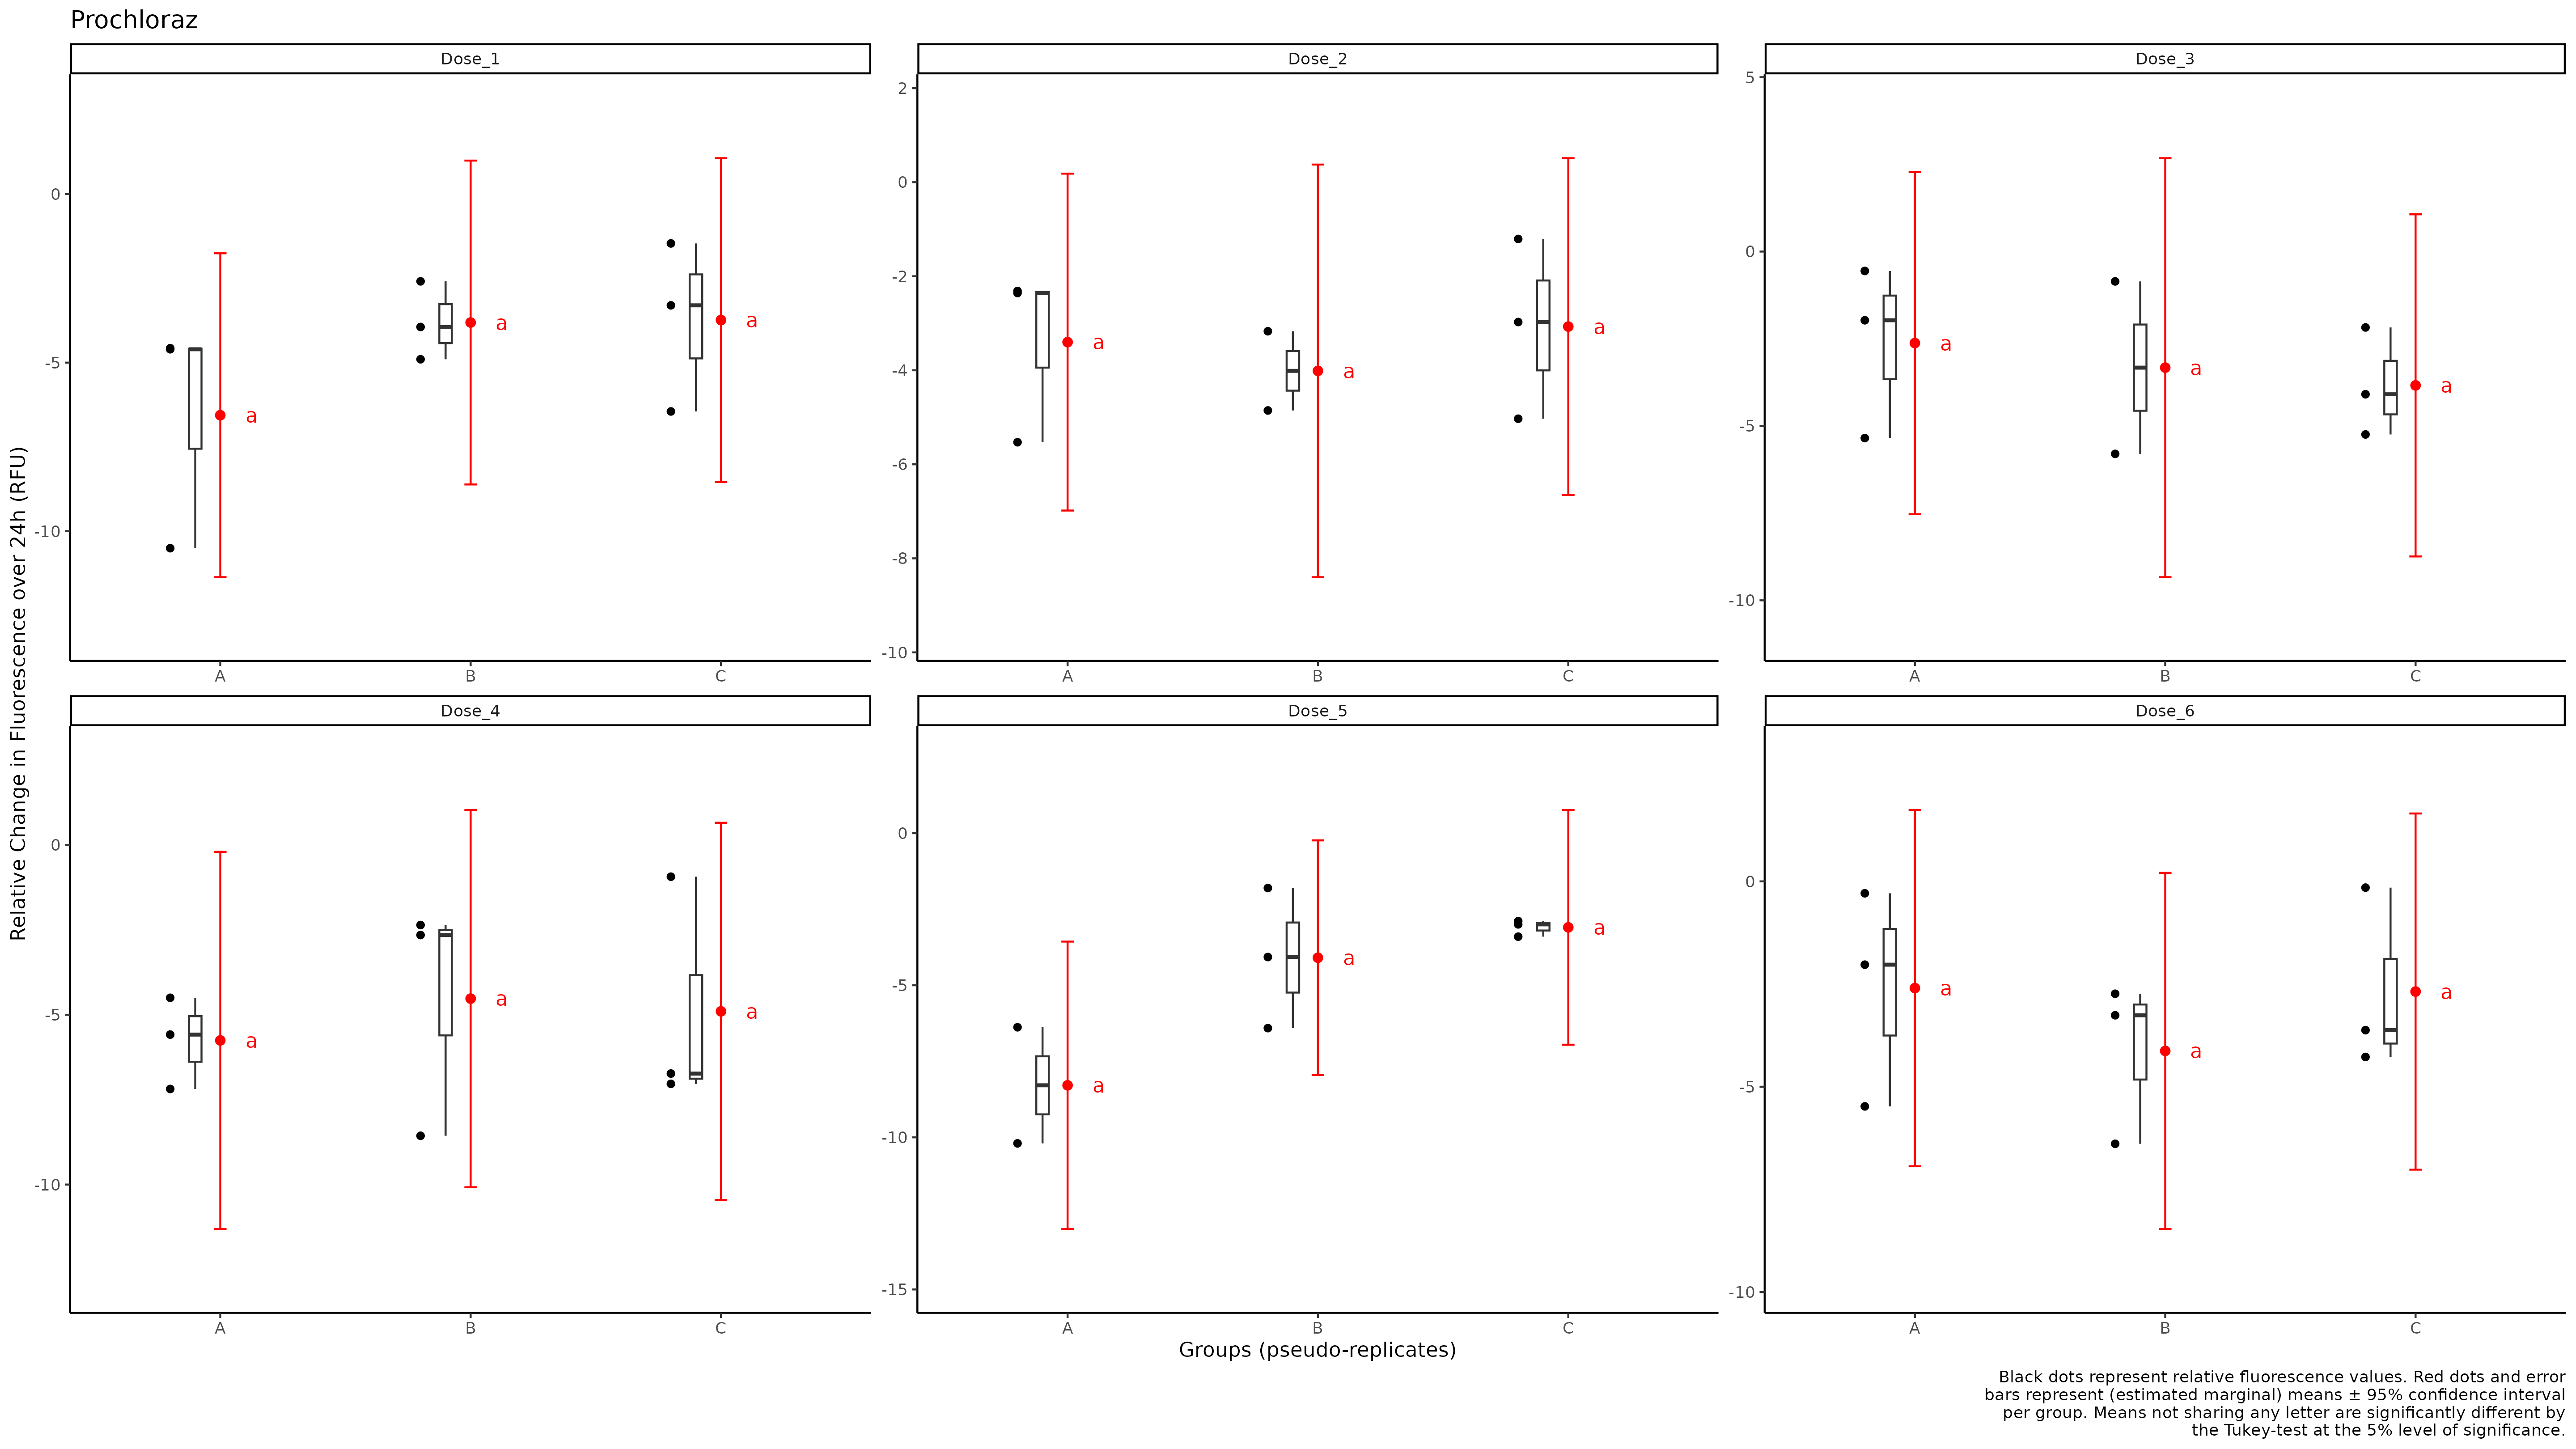 Prochloraz
Relative Change in Fluorescence over 24h (RFU)
Dose_1
0
-5
-10
a
a
a
A
B
C
Dose_2
2
0
-2
-4
-6
-8
-10
a
a
a
A
B
C
Dose_3
5
0
-5
-10
a
a
a
A
B
C
Dose_4
0
-5
-10
a
a
a
A
B
C
Dose_5
0
-5
-10
-15
a
a
a
A
B
C
Dose_6
0
-5
-10
a
a
a
A
B
C
Groups (pseudo-replicates)
Black dots represent relative fluorescence values. Red dots and error
bars represent (estimated marginal) means ± 95% confidence interval
per group. Means not sharing any letter are significantly different by
the Tukey-test at the 5% level of significance.